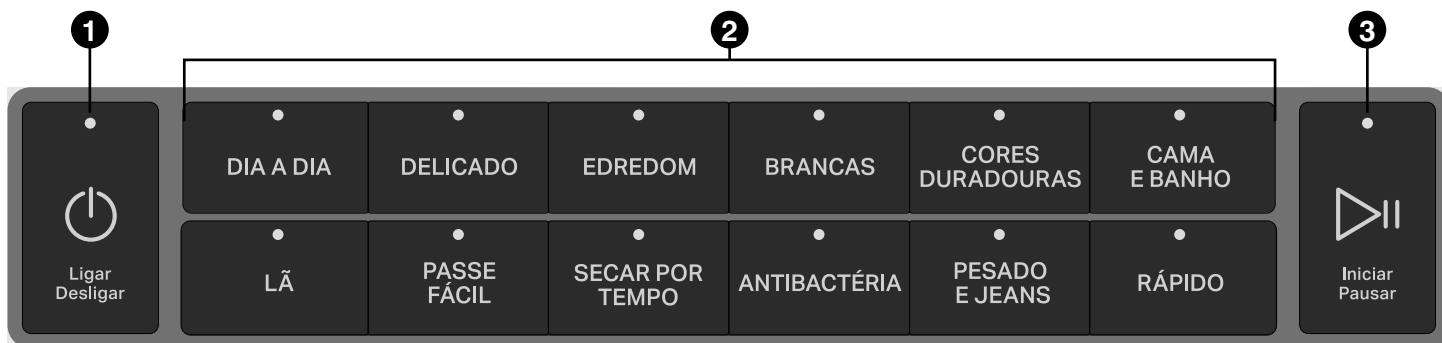 1
2
3
Ligar
Desligar
DIA A DIA
DELICADO
EDREDOM
BRANCAS
CORES
DURADOURAS
CAMA
E BANHO
LÃ
PASSE
FÁCIL
SECAR POR
TEMPO
ANTIBACTÉRIA
PESADO
E JEANS
RÁPIDO
Iniciar
Pausar